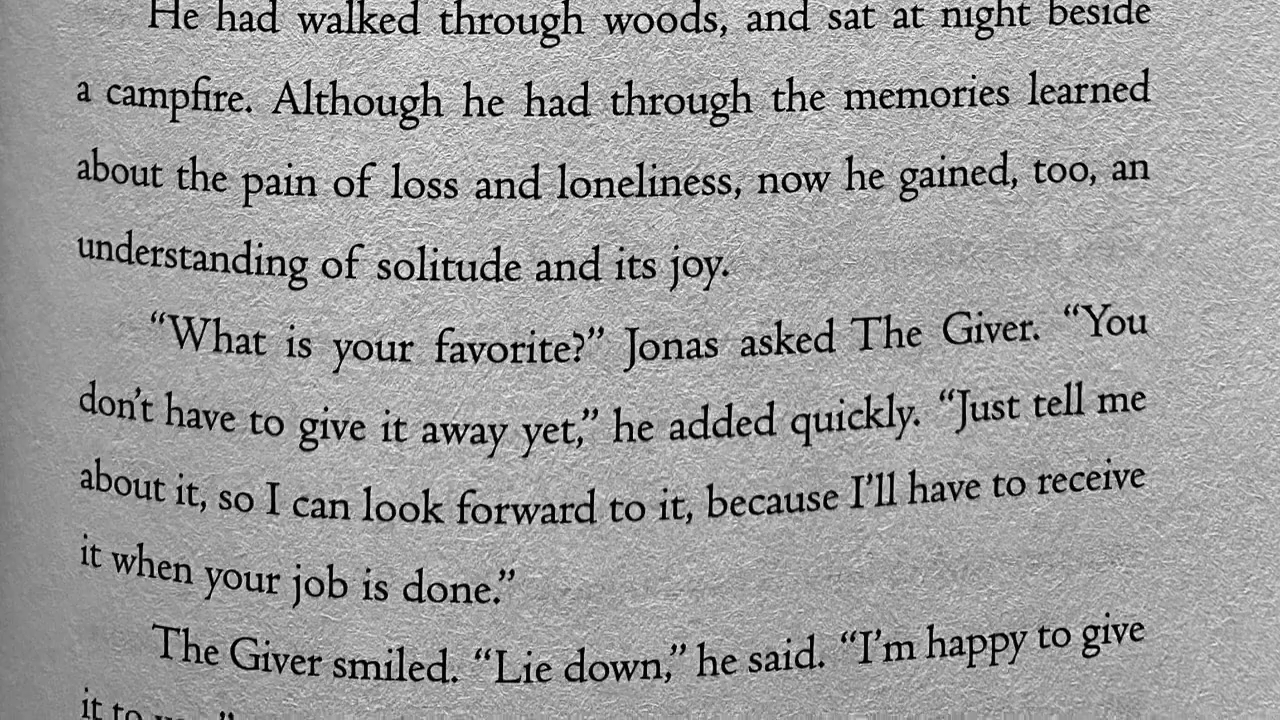 He had walked through woods, and sat at night beside
a campfire. Although he had through the memories learned
about the pain of loss and loneliness, now he gained, too, an
understanding of solitude and its joy.
“What is your favorite?” Jonas asked The Giver. “You
don’t have to give it away yet,” he added quickly. “Just tell me
about it, so I can look forward to it, because I’ll have to receive
it when your job is done.”
The Giver smiled. “Lie down,” he said. “I’m happy to give
it to